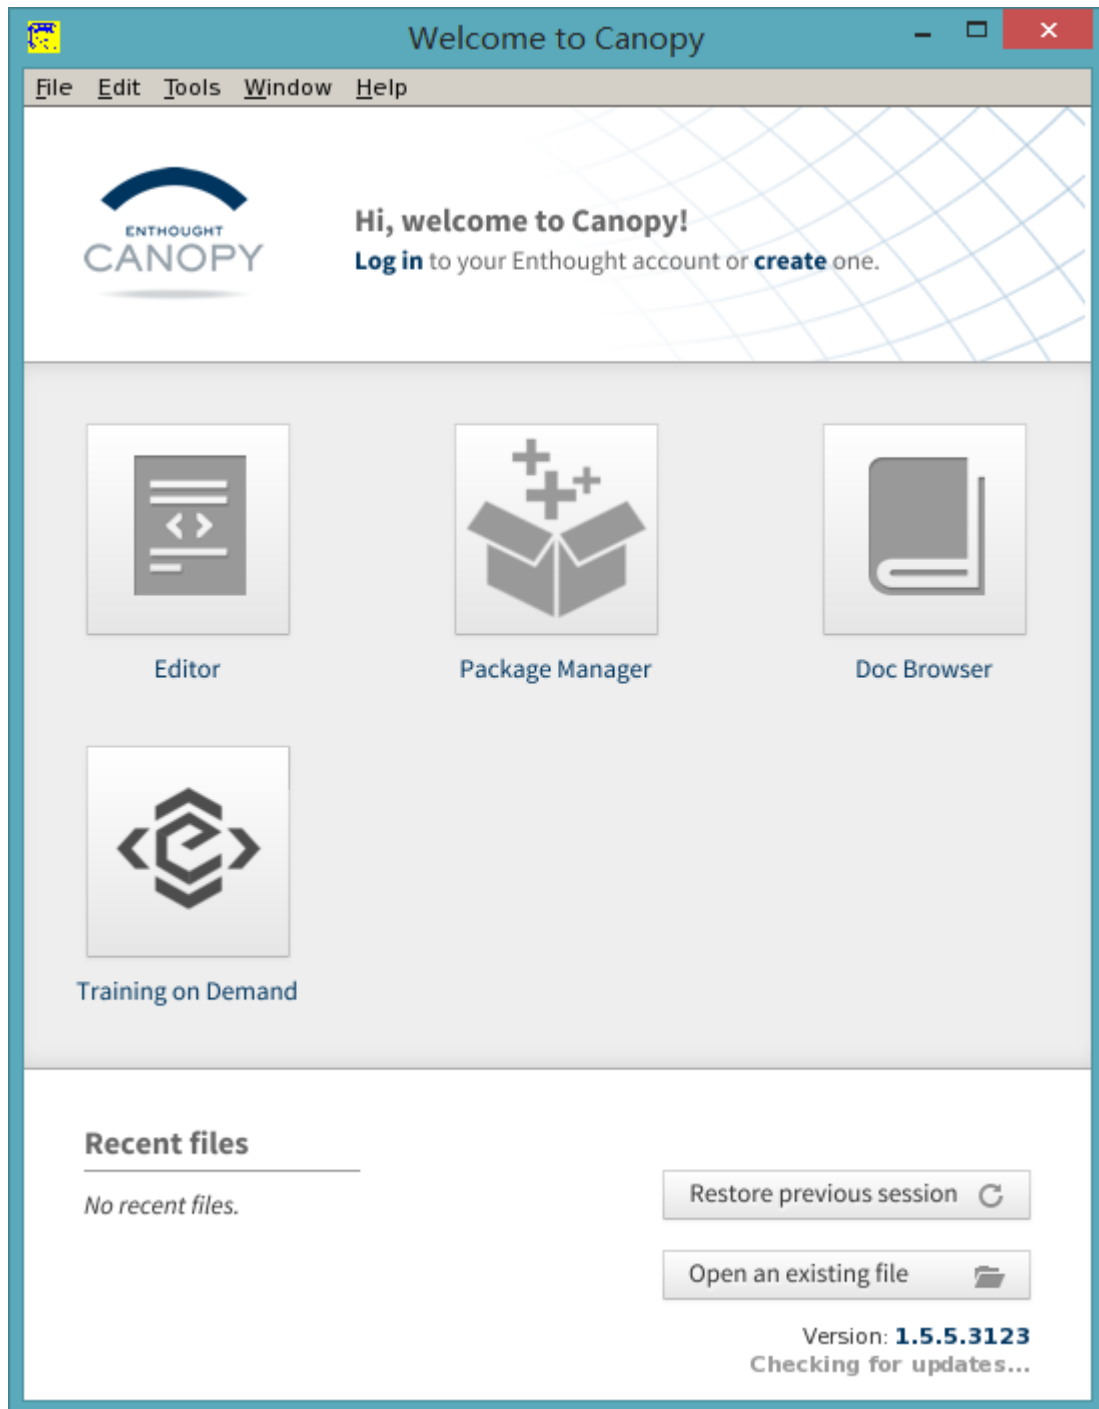 Welcome to Canopy
File Edit Tools Window Help
ENTHOUGHT
CANOPY
Hi, welcome to Canopy!
Log in to your Enthought account or create one.
Editor
Package Manager
Doc Browser
Training on Demand
Recent files
No recent files.
Restore previous session
Open an existing file
Version: 1.5.5.3123
Checking for updates...